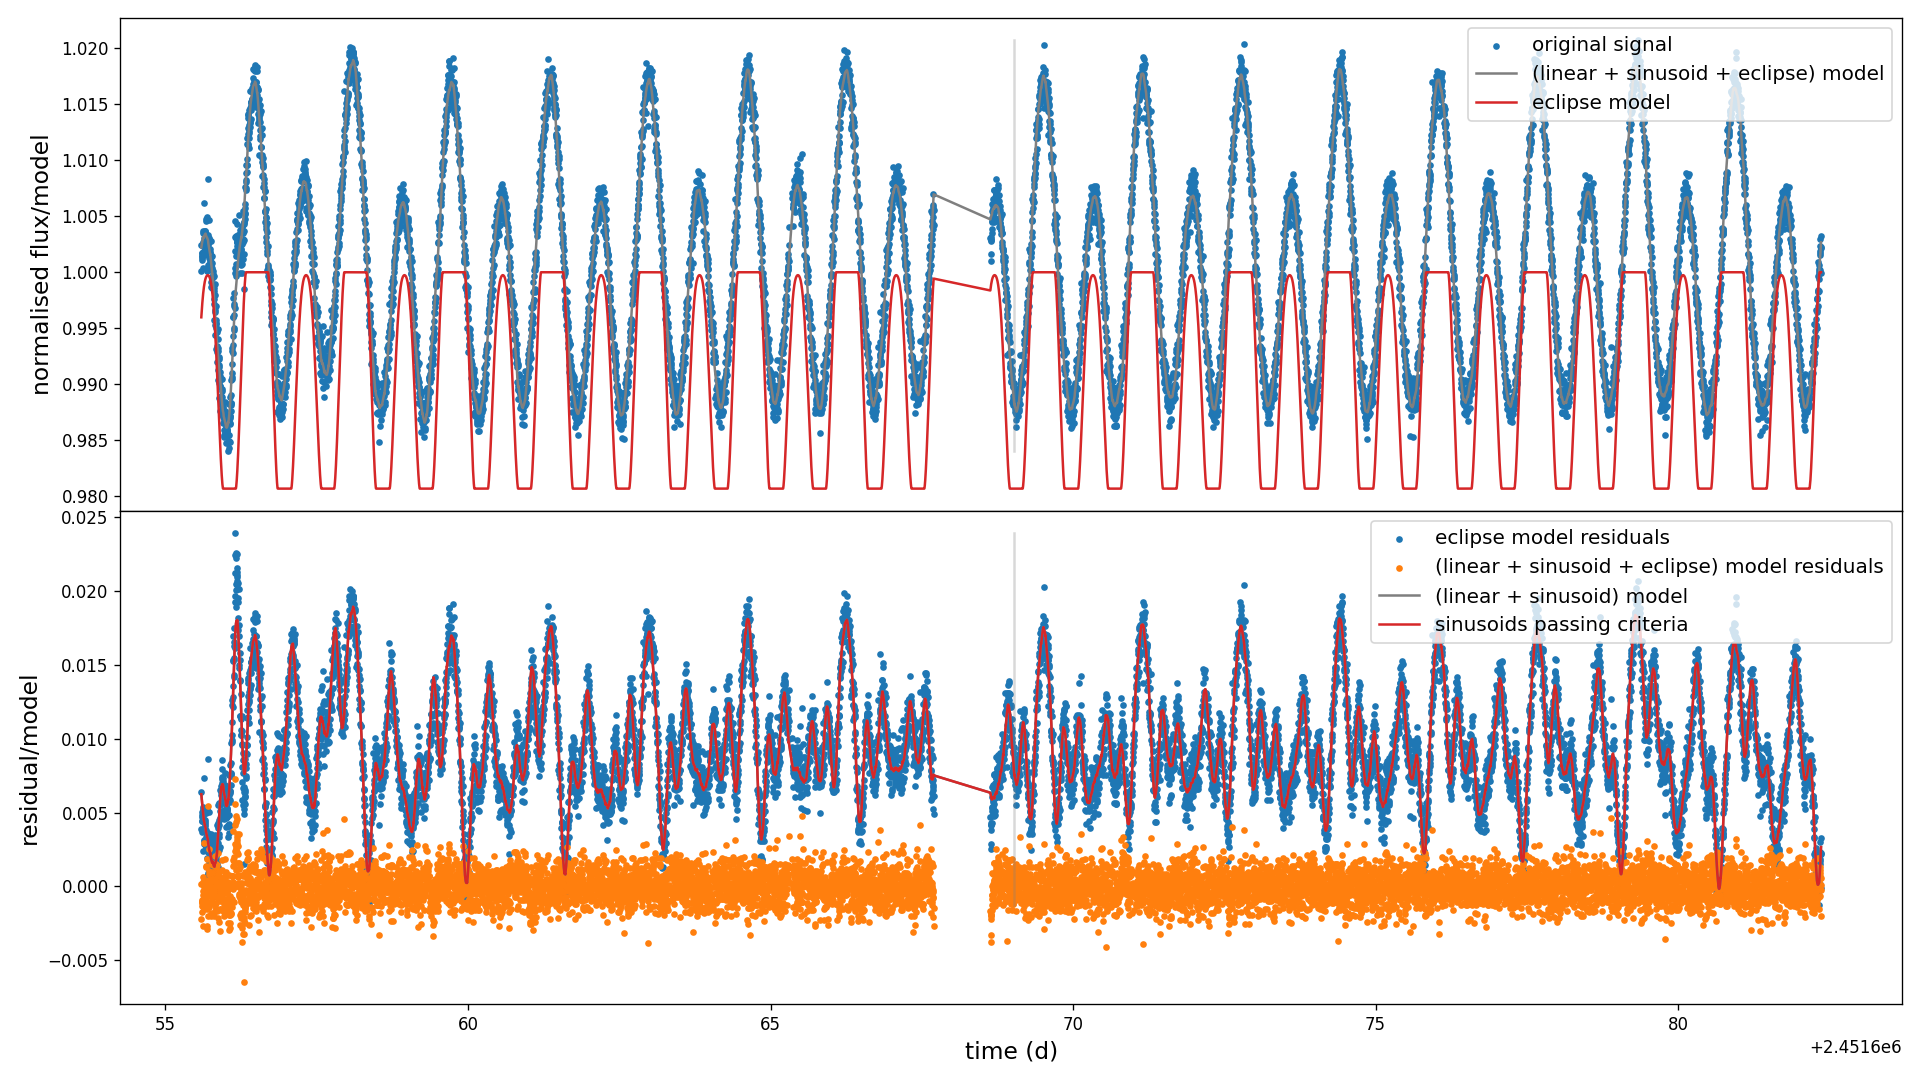 normalised flux/model
1.020
1.015
1.010
1.005
1.000
0.995
0.990
0.985
0.980
original signal
(linear + sinusoid + eclipse) model
eclipse model
residual/model
0.025
0.020
0.015
0.010
0.005
0.000
−0.005
eclipse model residuals
(linear + sinusoid + eclipse) model residuals
(linear + sinusoid) model
sinusoids passing criteria
55 60 65 70 75 80
time (d)
+2.4516e6